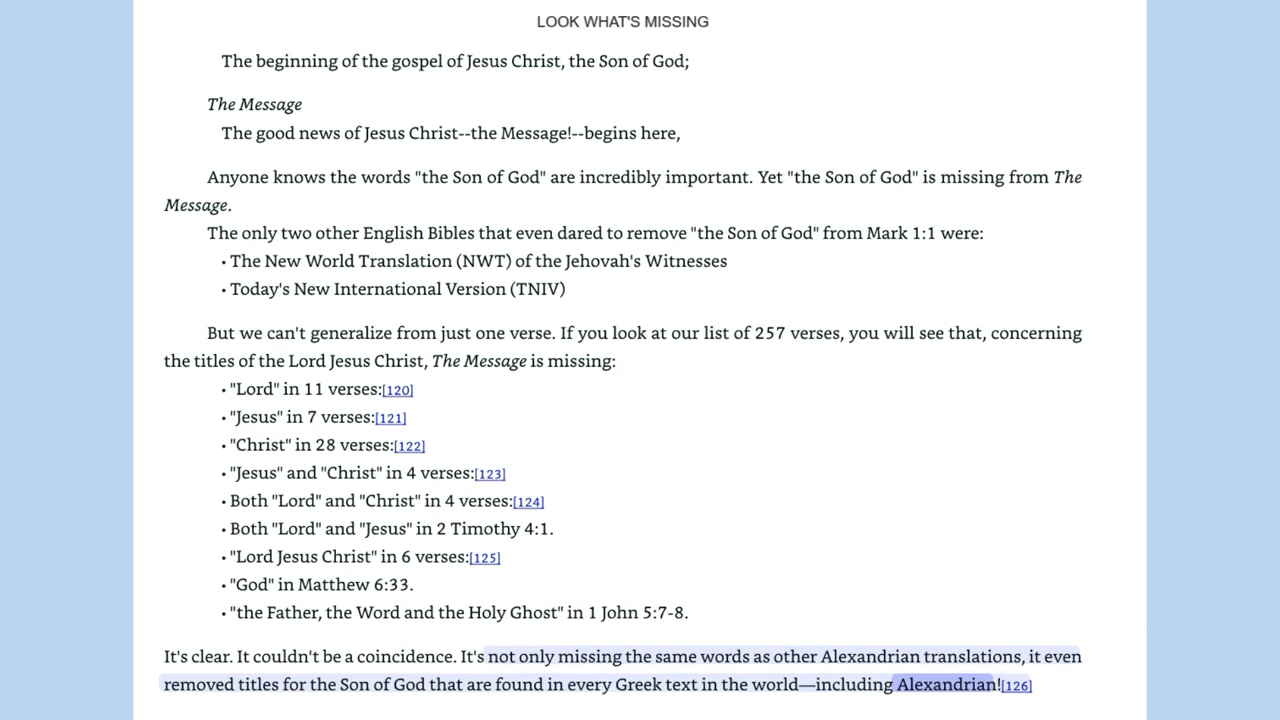 LOOK WHAT'S MISSING
The beginning of the gospel of Jesus Christ, the Son of God;
The Message
The good news of Jesus Christ--the Message!--begins here,
Anyone knows the words "the Son of God" are incredibly important. Yet "the Son of God" is missing from The
Message.
The only two other English Bibles that even dared to remove "the Son of God" from Mark 1:1 were:
• The New World Translation (NWT) of the Jehovah's Witnesses
• Today's New International Version (TNIV)
But we can't generalize from just one verse. If you look at our list of 257 verses, you will see that, concerning
the titles of the Lord Jesus Christ, The Message is missing:
• "Lord" in 11 verses:[120]
• "Jesus" in 7 verses:[121]
• "Christ" in 28 verses:[122]
• "Jesus" and "Christ" in 4 verses:[123]
• Both "Lord" and "Christ" in 4 verses:[124]
• Both "Lord" and "Jesus" in 2 Timothy 4:1.
• "Lord Jesus Christ" in 6 verses:[125]
• "God" in Matthew 6:33.
• "the Father, the Word and the Holy Ghost" in 1 John 5:7-8.
It's clear. It couldn't be a coincidence. It's not only missing the same words as other Alexandrian translations, it even
removed titles for the Son of God that are found in every Greek text in the world—including Alexandrian![126]